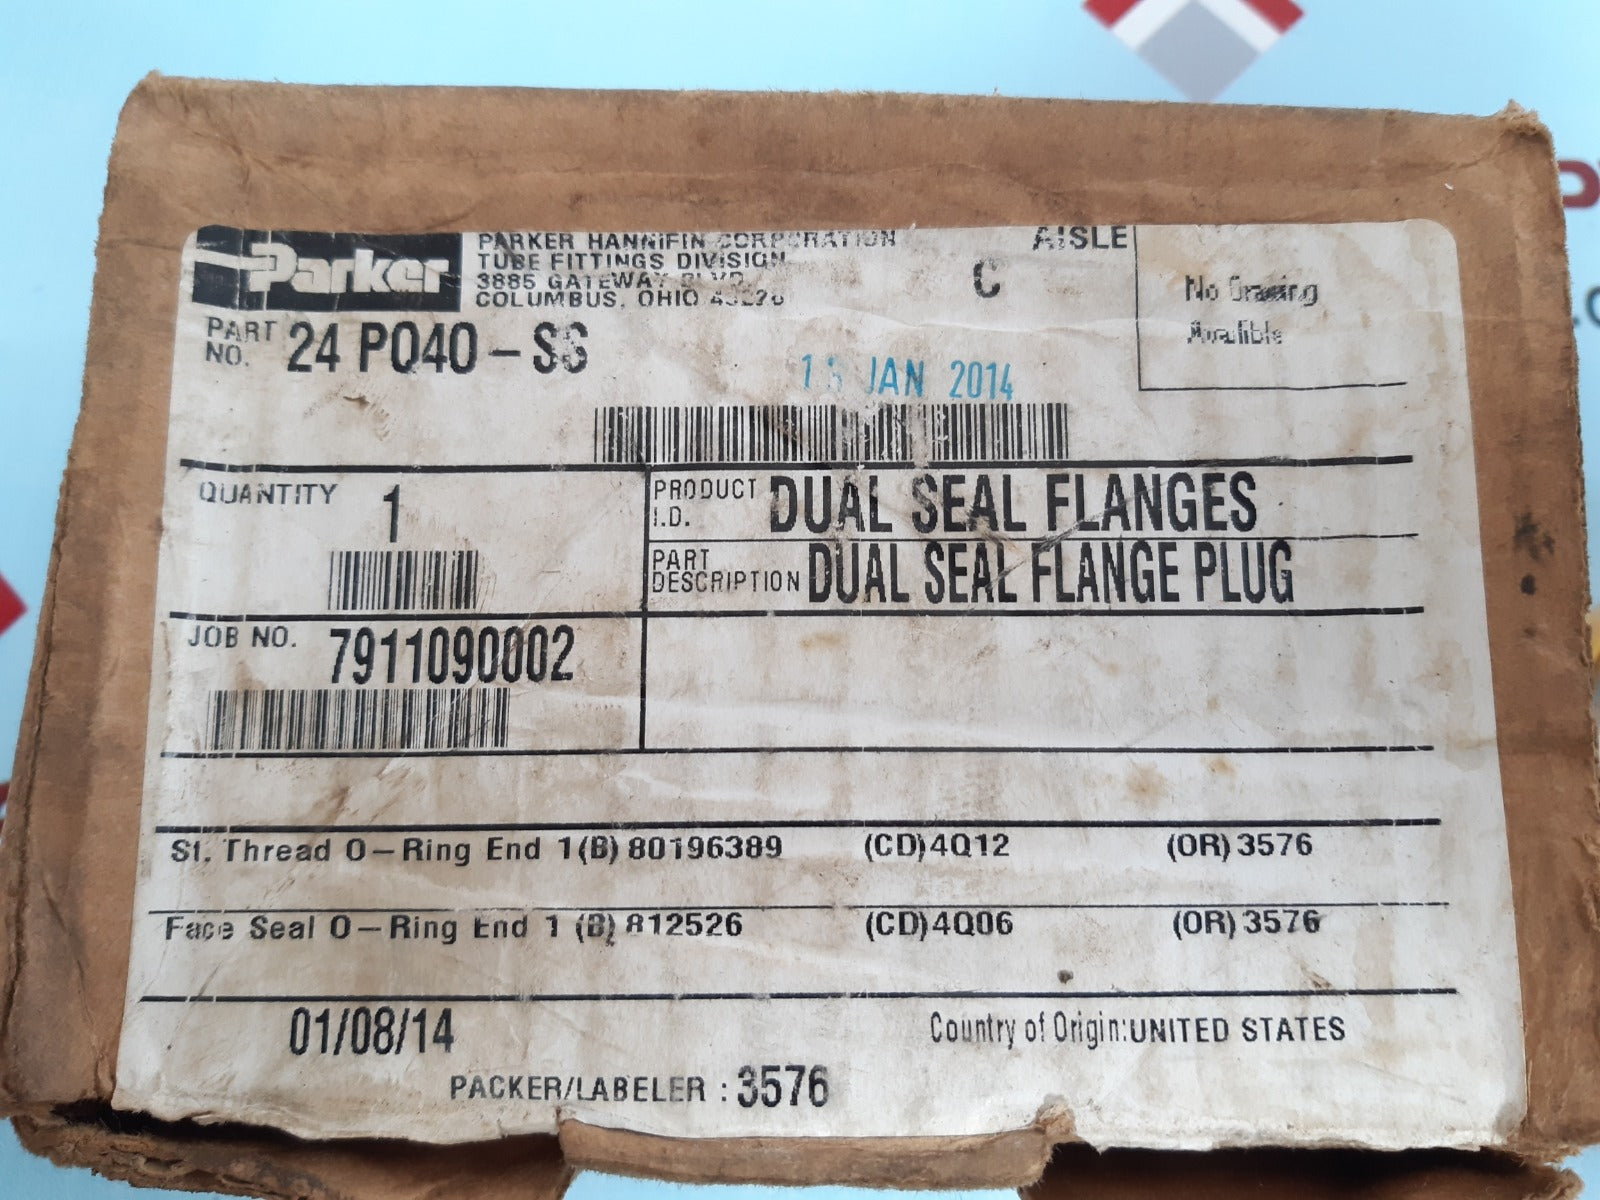 Parker
PARKER HANNIFIN CORPORATION
TUBE FITTINGS DIVISION
3885 GATEWAY BLVD
COLUMBUS, OHIO
AISLE
C
No Drawing
Available
PART NO. 24 PQ40-SS
JAN 2014
QUANTITY 1
PRODUCT I.D. DUAL SEAL FLANGES
PART DESCRIPTION DUAL SEAL FLANGE PLUG
JOB NO. 7911090002
St. Thread O-Ring End 1 (B) 80196389 (CD) 4Q12 (OR) 3576
Face Seal O-Ring End 1 (B) 812526 (CD) 4Q06 (OR) 3576
01/08/14
Country of Origin: UNITED STATES
PACKER/LABELER : 3576